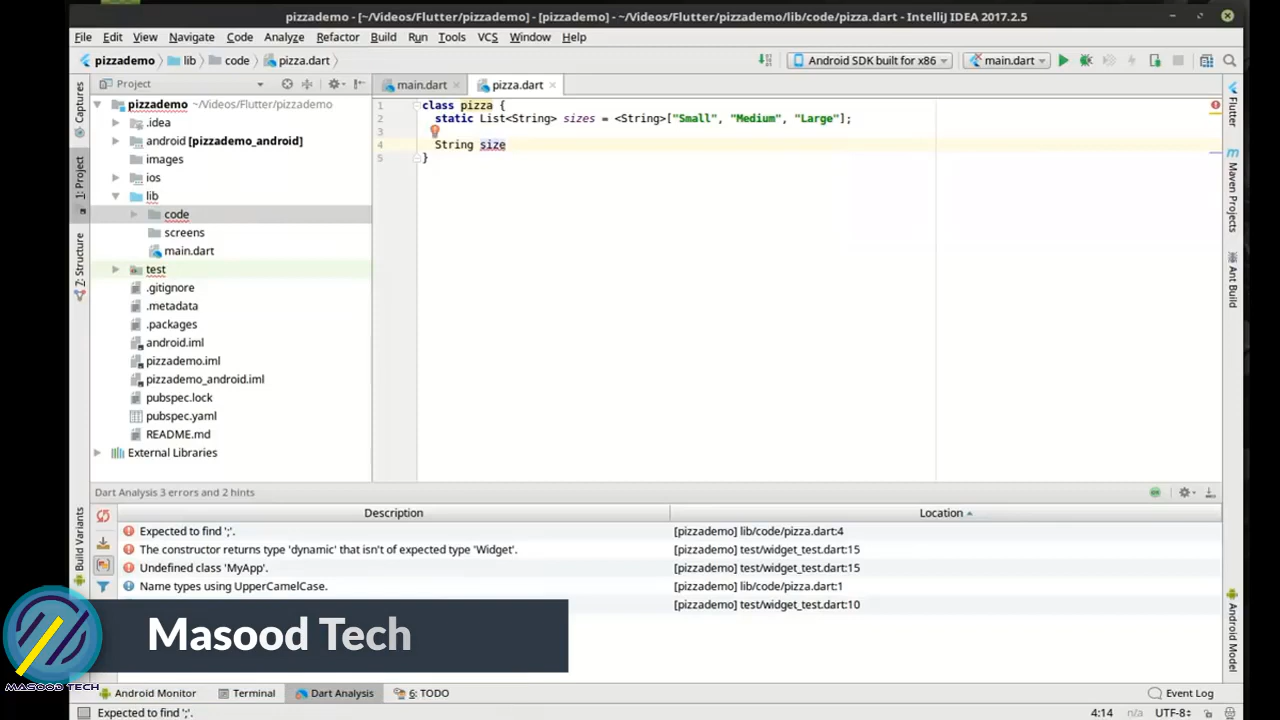 pizzademo - [~/Videos/Flutter/pizzademo] - [pizzademo] - ~/Videos/Flutter/pizzademo/lib/code/pizza.dart - IntelliJ IDEA 2017.2.5
File Edit View Navigate Code Analyze Refactor Build Run Tools VCS Window Help
pizzademo lib code pizza.dart Android SDK built for x86 main.dart
Project main.dart pizza.dart
Captures
1: Project
7: Structure
Build Variants
pizzademo ~/Videos/Flutter/pizzademo
.idea
android [pizzademo_android]
images
ios
lib
code
screens
main.dart
test
.gitignore
.metadata
.packages
android.iml
pizzademo.iml
pizzademo_android.iml
pubspec.lock
pubspec.yaml
README.md
External Libraries
1 class pizza {
2 static List<String> sizes = <String>["Small", "Medium", "Large"];
3
4 String size
5 }
Flutter
Maven Projects
Ant Build
Android Model
Dart Analysis 3 errors and 2 hints
Description Location
Expected to find ';'. [pizzademo] lib/code/pizza.dart:4
The constructor returns type 'dynamic' that isn't of expected type 'Widget'. [pizzademo] test/widget_test.dart:15
Undefined class 'MyApp'. [pizzademo] test/widget_test.dart:15
Name types using UpperCamelCase. [pizzademo] lib/code/pizza.dart:1
[pizzademo] test/widget_test.dart:10
Masood Tech
MASOOD TECH
Android Monitor Terminal Dart Analysis 6: TODO Event Log
Expected to find ';'. 4:14 n/a UTF-8